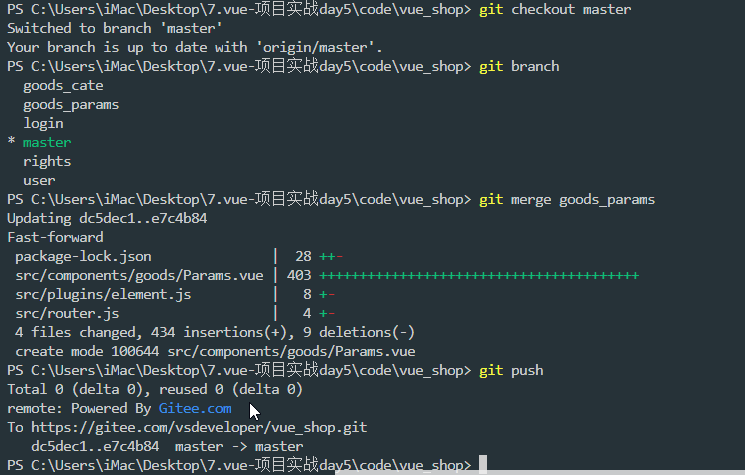 PS C:\Users\iMac\Desktop\7.vue-项目实战day5\code\vue_shop> git checkout master
Switched to branch 'master'
Your branch is up to date with 'origin/master'.
PS C:\Users\iMac\Desktop\7.vue-项目实战day5\code\vue_shop> git branch
  goods_cate
  goods_params
  login
* master
  rights
  user
PS C:\Users\iMac\Desktop\7.vue-项目实战day5\code\vue_shop> git merge goods_params
Updating dc5dec1..e7c4b84
Fast-forward
 package-lock.json               |  28 ++-
 src/components/goods/Params.vue | 403 ++++++++++++++++++++++++++++++++++++++++
 src/plugins/element.js          |   8 +-
 src/router.js                   |   4 +-
 4 files changed, 434 insertions(+), 9 deletions(-)
 create mode 100644 src/components/goods/Params.vue
PS C:\Users\iMac\Desktop\7.vue-项目实战day5\code\vue_shop> git push
Total 0 (delta 0), reused 0 (delta 0)
remote: Powered By Gitee.com
To https://gitee.com/vsdeveloper/vue_shop.git
   dc5dec1..e7c4b84  master -> master
PS C:\Users\iMac\Desktop\7.vue-项目实战day5\code\vue_shop>